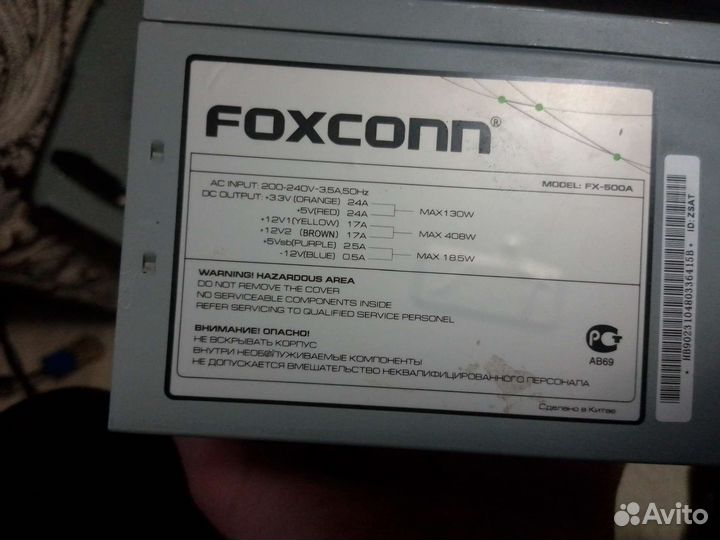 FOXCONN®
MODEL: FX-500A
AC INPUT: 200-240V~3.5A,50Hz
DC OUTPUT: +3.3V (ORANGE) 24A
+5V(RED) 24A
MAX130W
+12V1(YELLOW) 17A
+12V2 (BROWN) 17A
MAX 408W
+5Vsb(PURPLE) 2.5A
-12V(BLUE) 0.5A
MAX 18.5W
WARNING! HAZARDOUS AREA
DO NOT REMOVE THE COVER
NO SERVICEABLE COMPONENTS INSIDE
REFER SERVICING TO QUALIFIED SERVICE PERSONEL
ВНИМАНИЕ! ОПАСНО!
НЕ ВСКРЫВАТЬ КОРПУС
ВНУТРИ НЕОБСЛУЖИВАЕМЫЕ КОМПОНЕНТЫ
НЕ ДОПУСКАЕТСЯ ВМЕШАТЕЛЬСТВО НЕКВАЛИФИЦИРОВАННОГО ПЕРСОНАЛА
АВ69
Сделано в Китае
ID: ZSAT
* HB9023104803364158 *
Avito